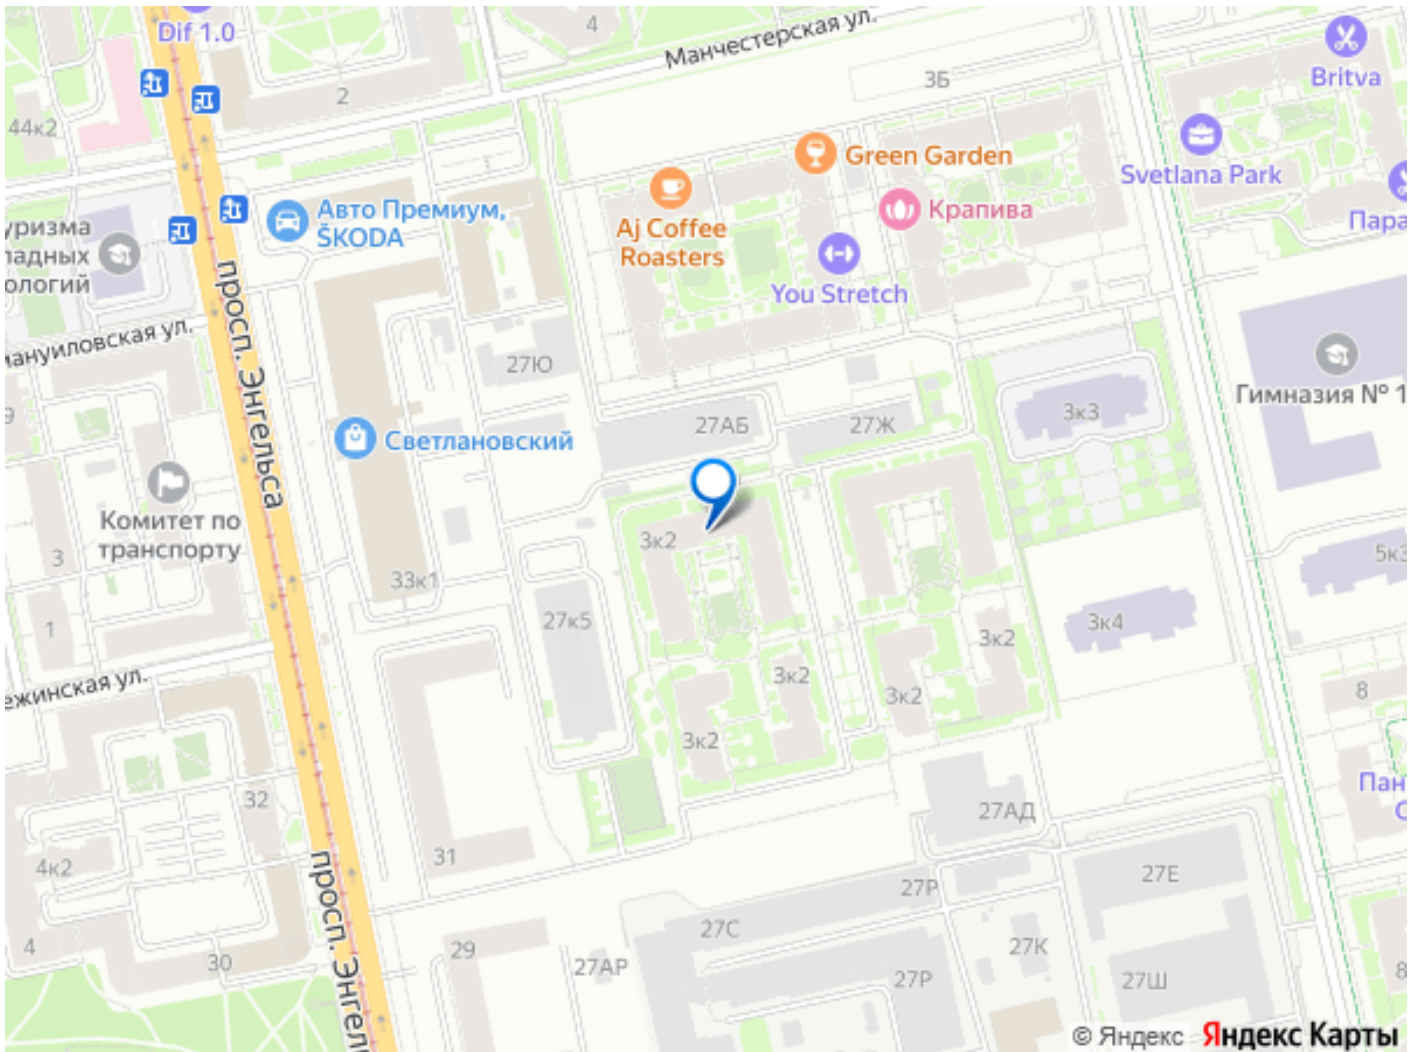 Dif 1.0
4
Манчестерская ул.
Britva
3Б
2
44к2
Green Garden
Svetlana Park
Aj Coffee
Roasters
Крапива
Авто Премиум,
ŠKODA
You Stretch
27Ю
просп. Энгельса
Гимназия № 1
3к3
27АБ
27Ж
Светлановский
Комитет по
транспорту
3
3к2
33к1
27к5
1
3к4
3к2
3к2
3к2
3к2
8
27АД
32
31
4к2
27Е
27Р
просп. Энгел
27С
29
27К
4
30
27АР
27Р
27Ш
© Яндекс Яндекс Карты